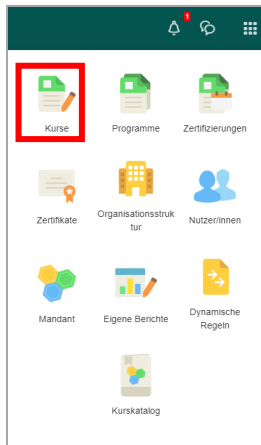 1
Kurse
Programme
Zertifizierungen
Zertifikate
Organisationsstruk
tur
Nutzer/innen
Mandant
Eigene Berichte
Dynamische
Regeln
Kurskatalog